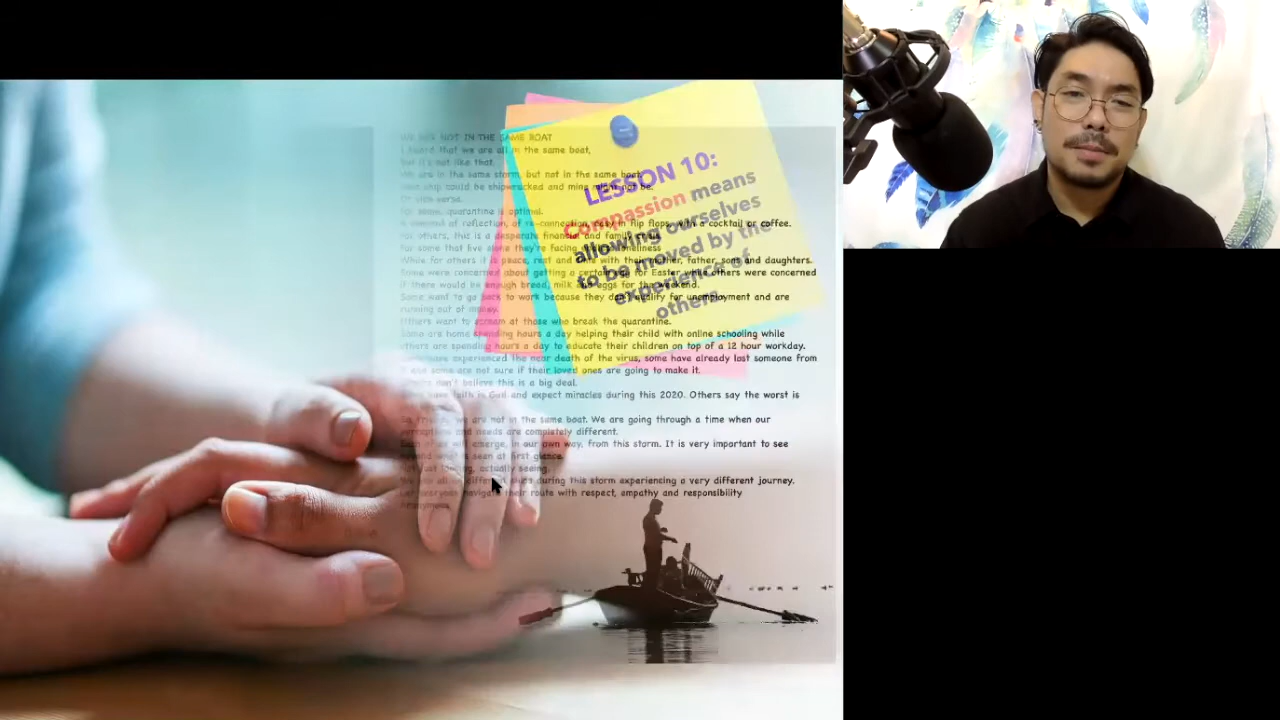 LESSON 10:
Compassion means
allowing ourselves
to be moved by the
experience of
others.
WE ARE NOT IN THE SAME BOAT
I heard that we are all in the same boat,
but it's not like that.
We are in the same storm, but not in the same boat.
ship could be shipwrecked and mine might not be.
Or vice versa.
For some, quarantine is optimal.
A moment of reflection, of re-connection, easy in flip flops, with a cocktail or coffee.
For others, this is a desperate financial and family
For some that live alone they're facing loneliness
While for others it is peace, rest and time with their mother, father, sons and daughters.
Some were concerned about getting a certain for Easter while others were concerned
if there would be enough bread, milk and eggs for the weekend.
Some want to go back to work because they don't qualify for unemployment and are
running out of money.
Others want to scream at those who break the quarantine.
Some are home spending hours a day helping their child with online schooling while
others are spending hours a day to educate their children on top of a 12 hour workday.
have experienced the near death of the virus, some have already lost someone from
it and some are not sure if their loved ones are going to make it.
don't believe this is a big deal.
Some have faith in God and expect miracles during this 2020. Others say the worst is
So, friends, we are not in the same boat. We are going through a time when our
perceptions and needs are completely different.
Each of us will emerge, in our own way, from this storm. It is very important to see
beyond what is seen at first glance.
Not just looking, actually seeing.
We are all on different ships during this storm experiencing a very different journey.
Let everyone navigate their route with respect, empathy and responsibility